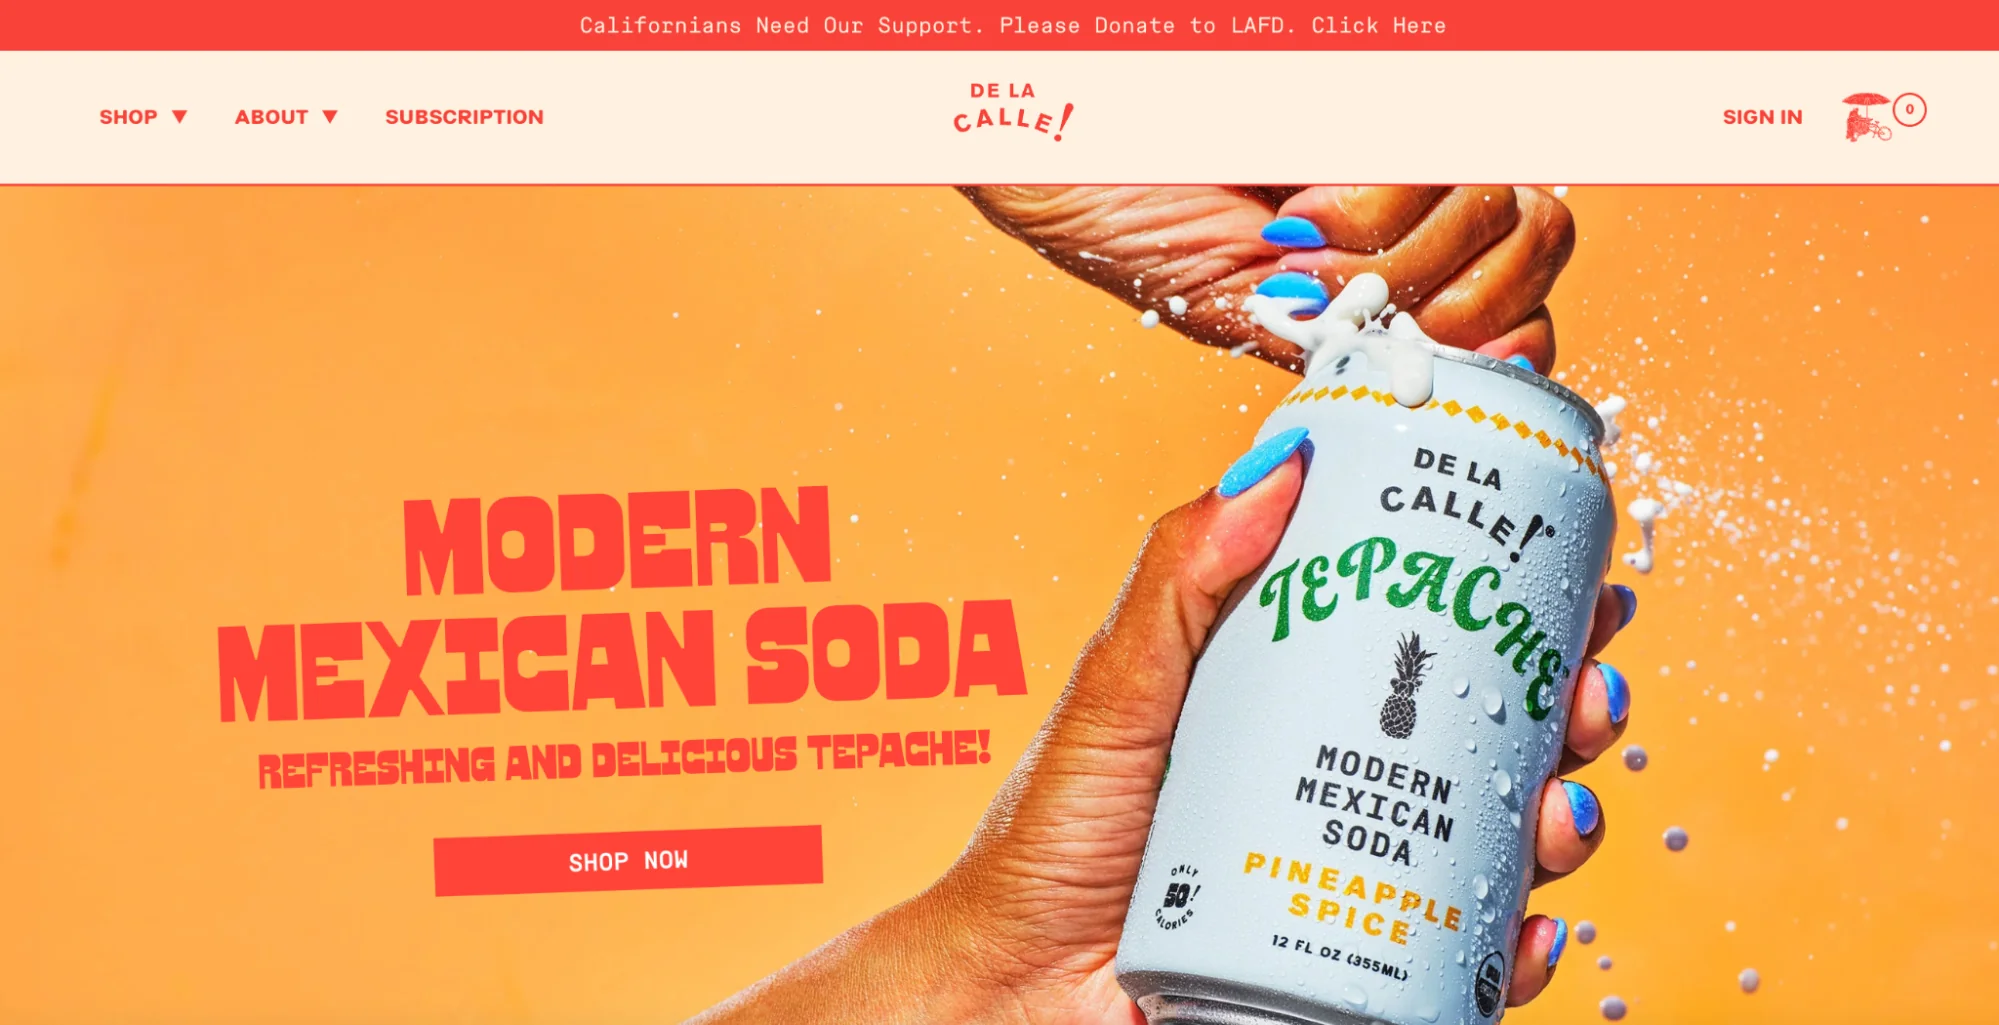 Californians Need Our Support. Please Donate to LAFD. Click Here
SHOP ▼ ABOUT ▼ SUBSCRIPTION
DE LA
CALLE!
SIGN IN
0
MODERN
MEXICAN SODA
REFRESHING AND DELICIOUS TEPACHE!
SHOP NOW
DE LA
CALLE!®
TEPACHE
MODERN
MEXICAN
SODA
PINEAPPLE
SPICE
12 FL OZ (355ML)
ONLY
50!
CALORIES